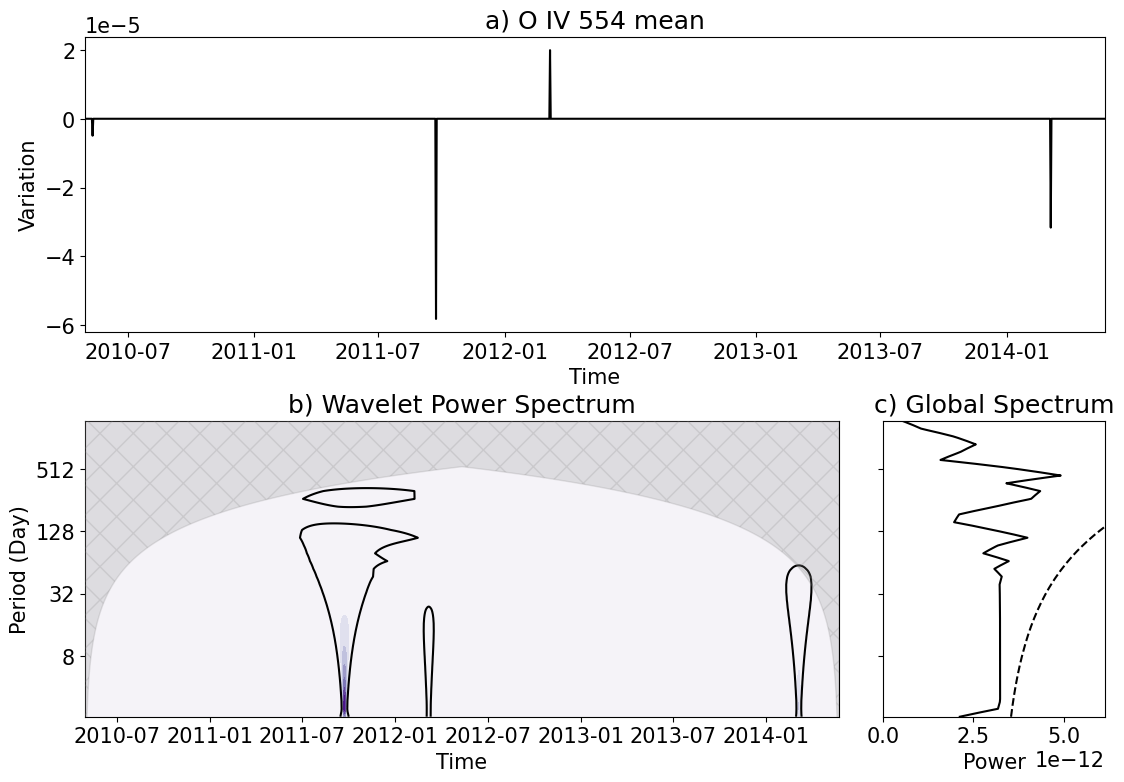 a) O IV 554 mean
1e−5
2
0
−2
−4
−6
Variation
2010-07 2011-01 2011-07 2012-01 2012-07 2013-01 2013-07 2014-01
Time
b) Wavelet Power Spectrum
512
128
32
8
Period (Day)
2010-07 2011-01 2011-07 2012-01 2012-07 2013-01 2013-07 2014-01
Time
c) Global Spectrum
0.0 2.5 5.0
Power 1e−12